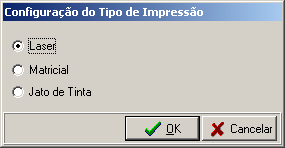 Configuração do Tipo de Impressão
Laser
Matricial
Jato de Tinta
OK
Cancelar